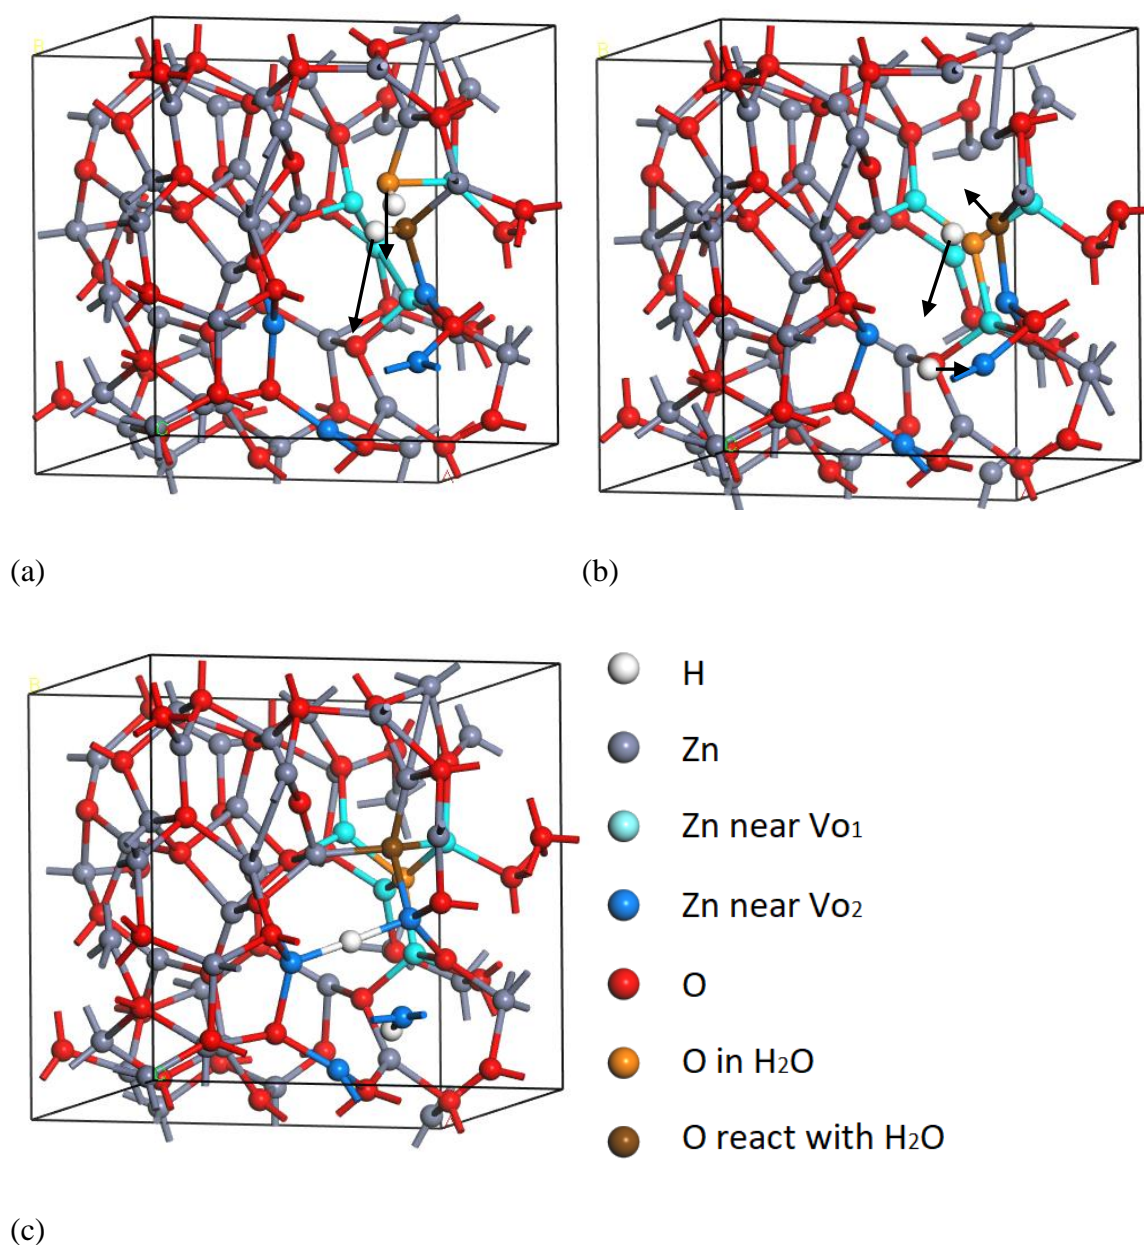 B
B
A
(a)
(b)
B
H
Zn
Zn near Vo1
Zn near Vo2
O
O in H2O
O react with H2O
A
(c)